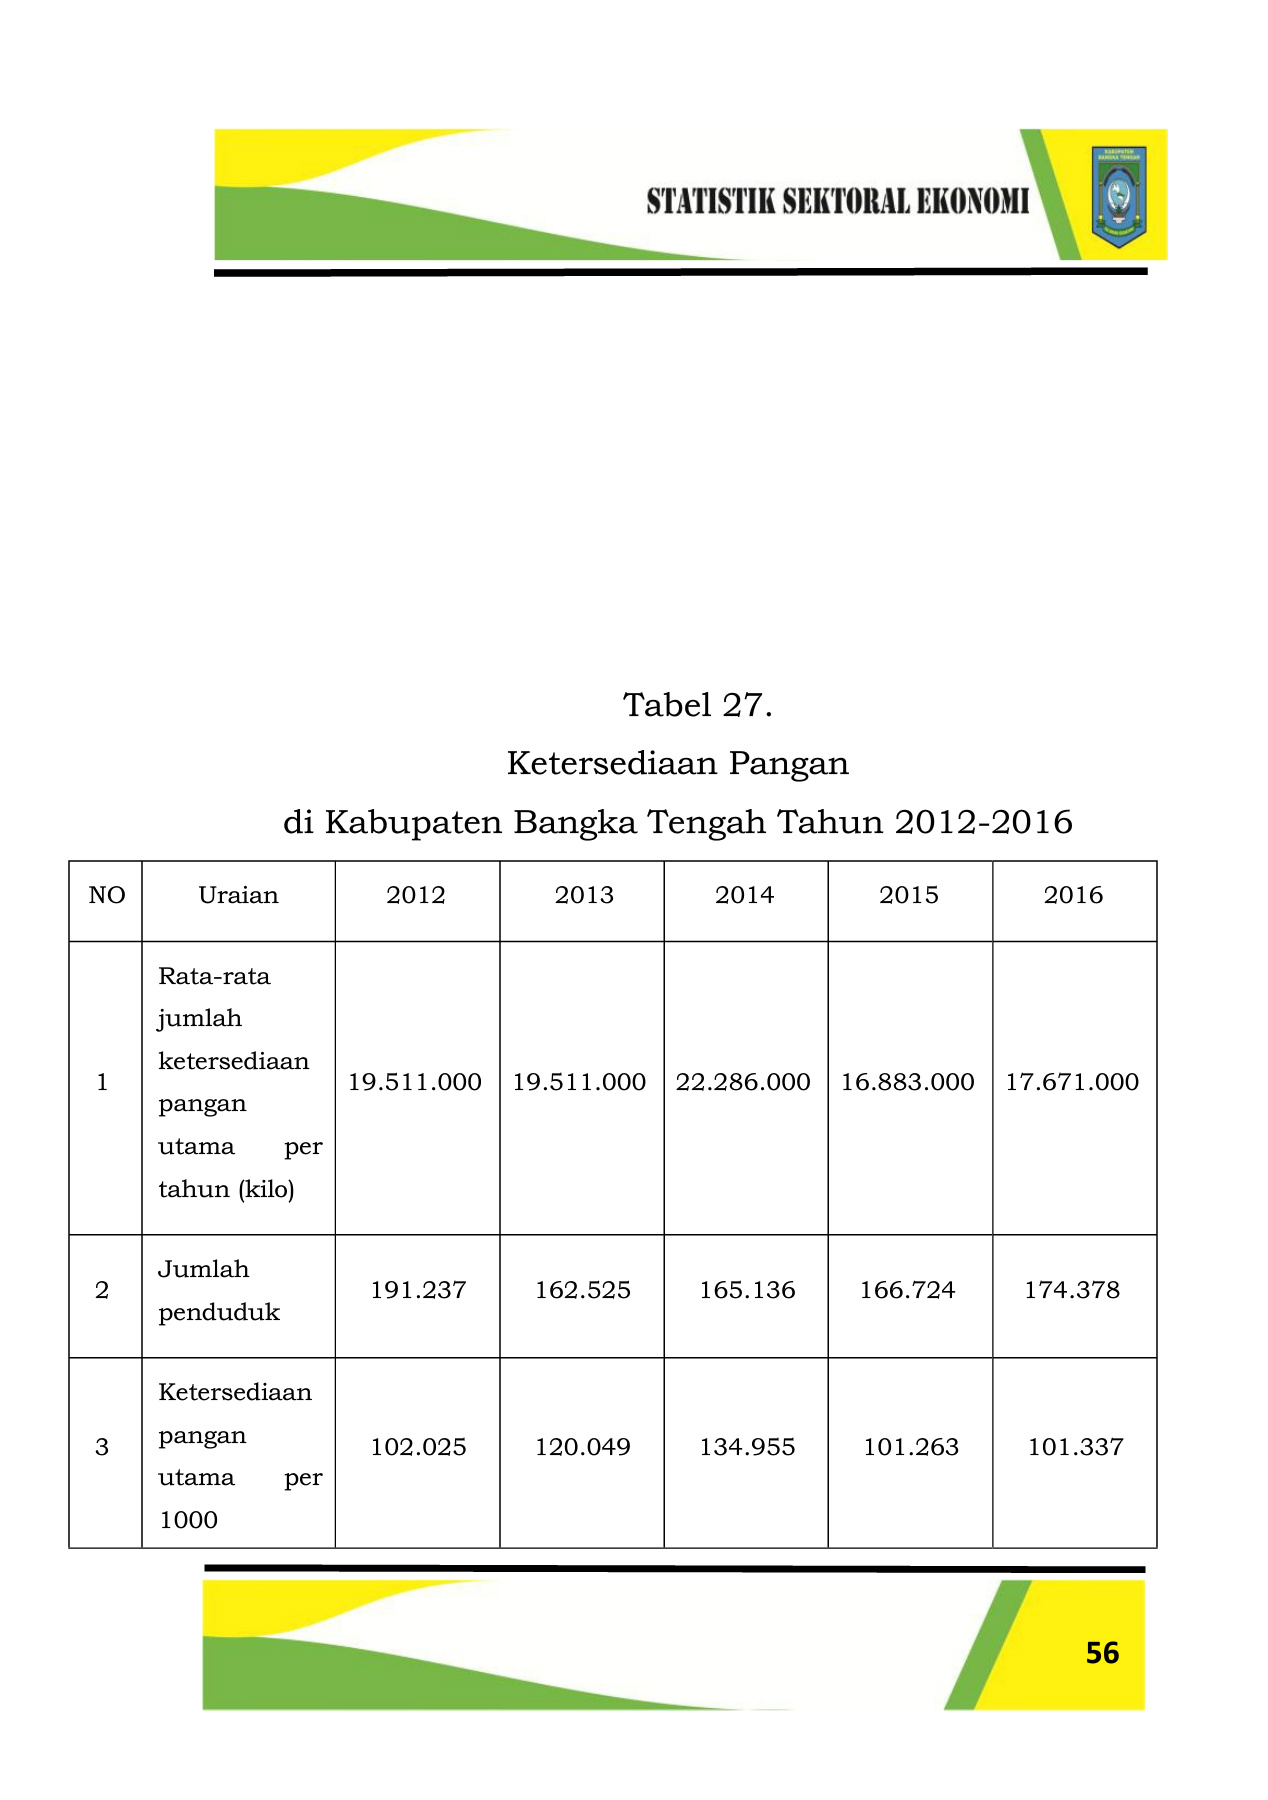 KABUPATEN
BANGKA TENGAH
STATISTIK SEKTORAL EKONOMI
Tabel 27.
Ketersediaan Pangan
di Kabupaten Bangka Tengah Tahun 2012-2016
NO Uraian 2012 2013 2014 2015 2016
Rata-rata
jumlah
ketersediaan
1 19.511.000 19.511.000 22.286.000 16.883.000 17.671.000
pangan
utama per
tahun (kilo)
Jumlah
2 191.237 162.525 165.136 166.724 174.378
penduduk
Ketersediaan
pangan
3 102.025 120.049 134.955 101.263 101.337
utama per
1000
56